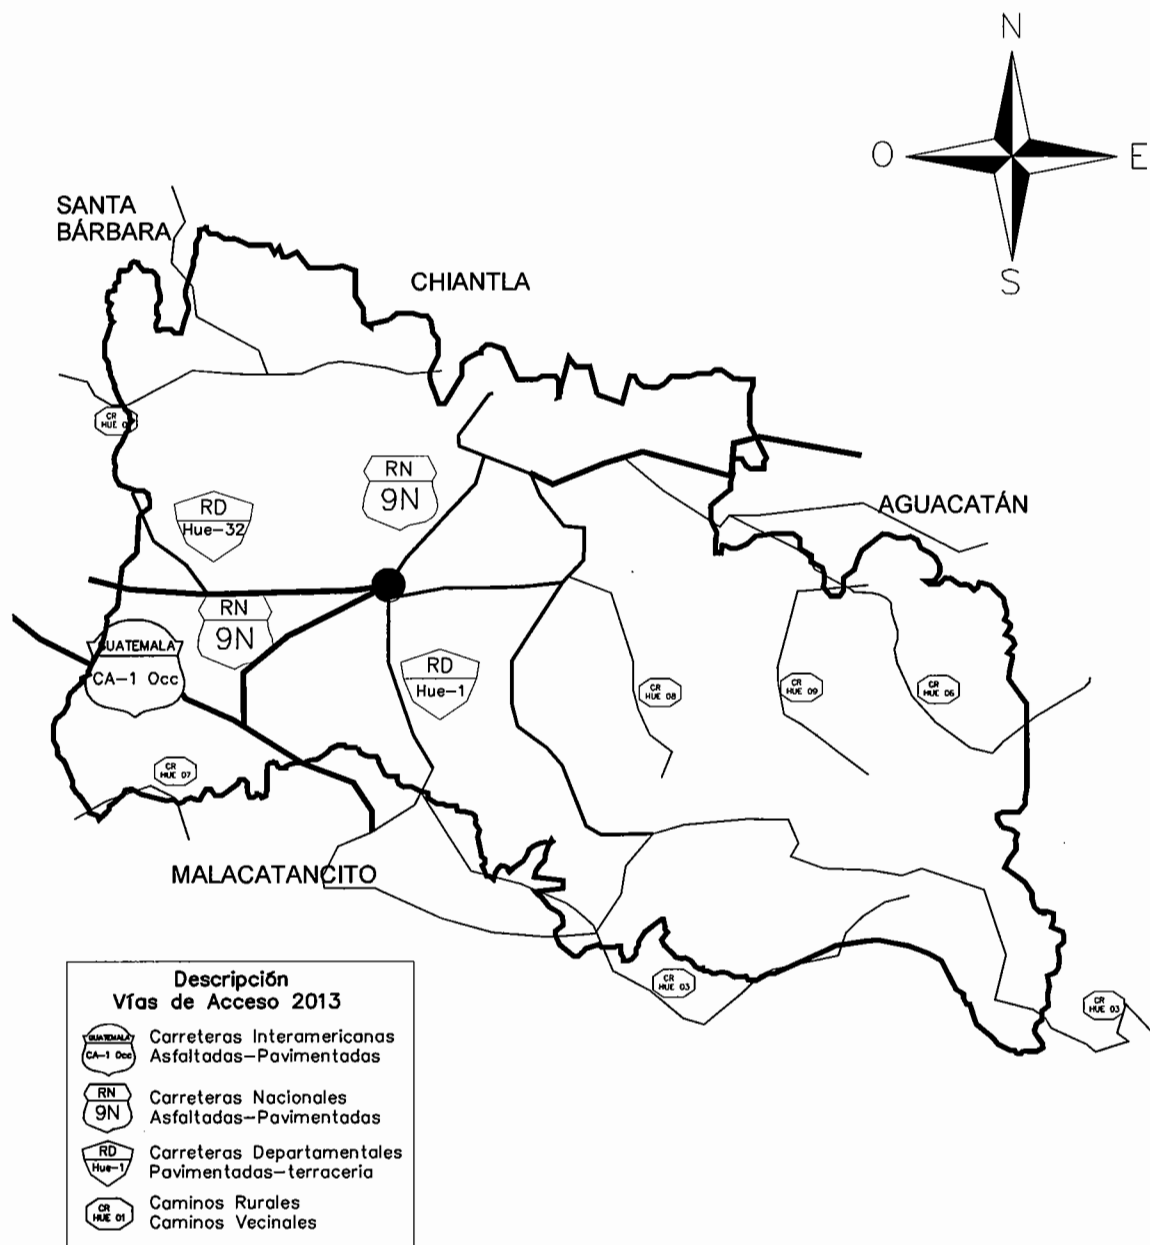 N
O
E
S
SANTA
BÁRBARA
CHIANTLA
CR
HUE
RN
9N
RD
Hue-32
AGUACATÁN
RN
9N
GUATEMALA
CA-1 Occ
RD
Hue-1
CR
HUE 08
CR
HUE 09
CR
HUE 06
CR
HUE 07
MALACATANCITO
CR
HUE 03
CR
HUE 03
Descripción
Vías de Acceso 2013
GUATEMALA
CA-1 Occ
Carreteras Interamericanas
Asfaltadas-Pavimentadas
RN
9N
Carreteras Nacionales
Asfaltadas-Pavimentadas
RD
Hue-1
Carreteras Departamentales
Pavimentadas-terraceria
CR
HUE 01
Caminos Rurales
Caminos Vecinales